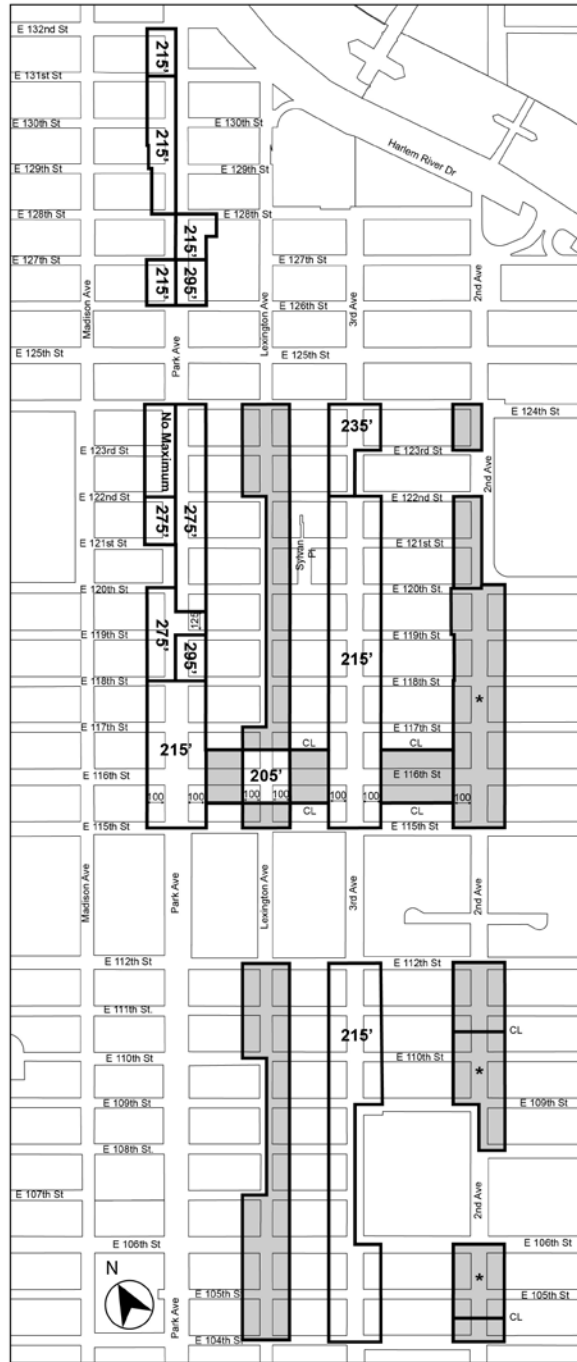 E 132nd St
215'
E 131st St
E 130th St
E 130th St
215'
Harlem River Dr
E 129th St
E 129th St
E 128th St
E 128th St
215'
E 127th St
E 127th St
215'
295'
Madison Ave
Park Ave
Lexington Ave
3rd Ave
2nd Ave
E 126th St
E 125th St
E 125th St
E 124th St
No Maximum
235'
E 123rd St
E 123rd St
2nd Ave
E 122nd St
E 122nd St
275'
275'
E 121st St
E 121st St
Sylvan Pl
E 120th St
E 120th St.
125
E 119th St
E 119th St
275'
295'
215'
E 118th St
E 118th St
*
E 117th St
E 117th St
215'
CL
CL
E 116th St
205'
E 116th St
100
100
100
100
100
100
100
CL
CL
E 115th St
E 115th St
Madison Ave
Park Ave
Lexington Ave
3rd Ave
2nd Ave
E 112th St
E 112th St
E 111th St.
215'
CL
E 110th St
E 110th St
*
E 109th St
E 109th St
E 108th St.
E 107th St
2nd Ave
E 106th St
E 106th St
N
*
E 105th St
E 105th St
CL
Park Ave
E 104th St